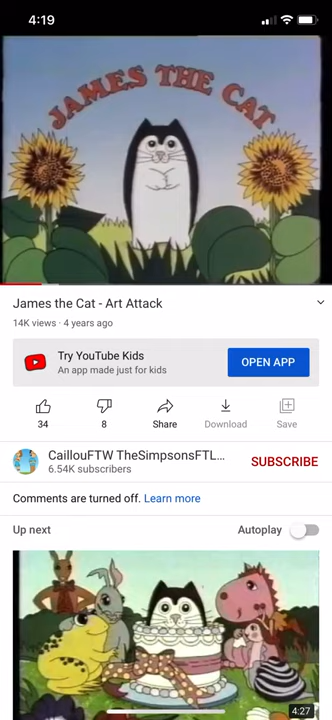 4:19
JAMES THE CAT
James the Cat - Art Attack
14K views · 4 years ago
Try YouTube Kids
An app made just for kids
OPEN APP
34
8
Share
Download
Save
CaillouFTW TheSimpsonsFTL...
6.54K subscribers
SUBSCRIBE
Comments are turned off. Learn more
Up next
Autoplay
4:27